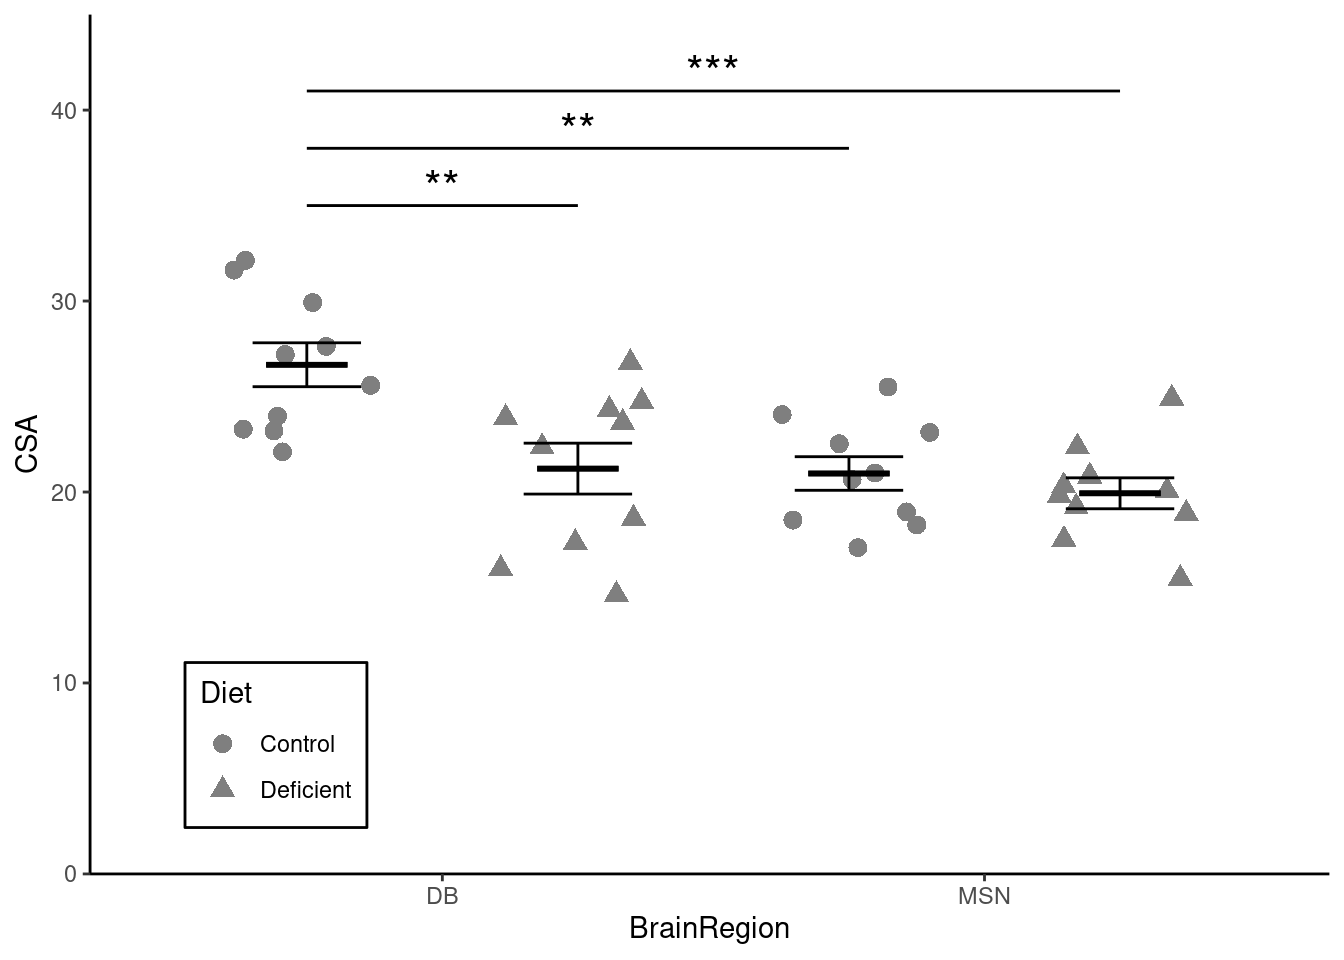 ***
**
**
40
30
20
10
0
CSA
Diet
Control
Deficient
DB
MSN
BrainRegion